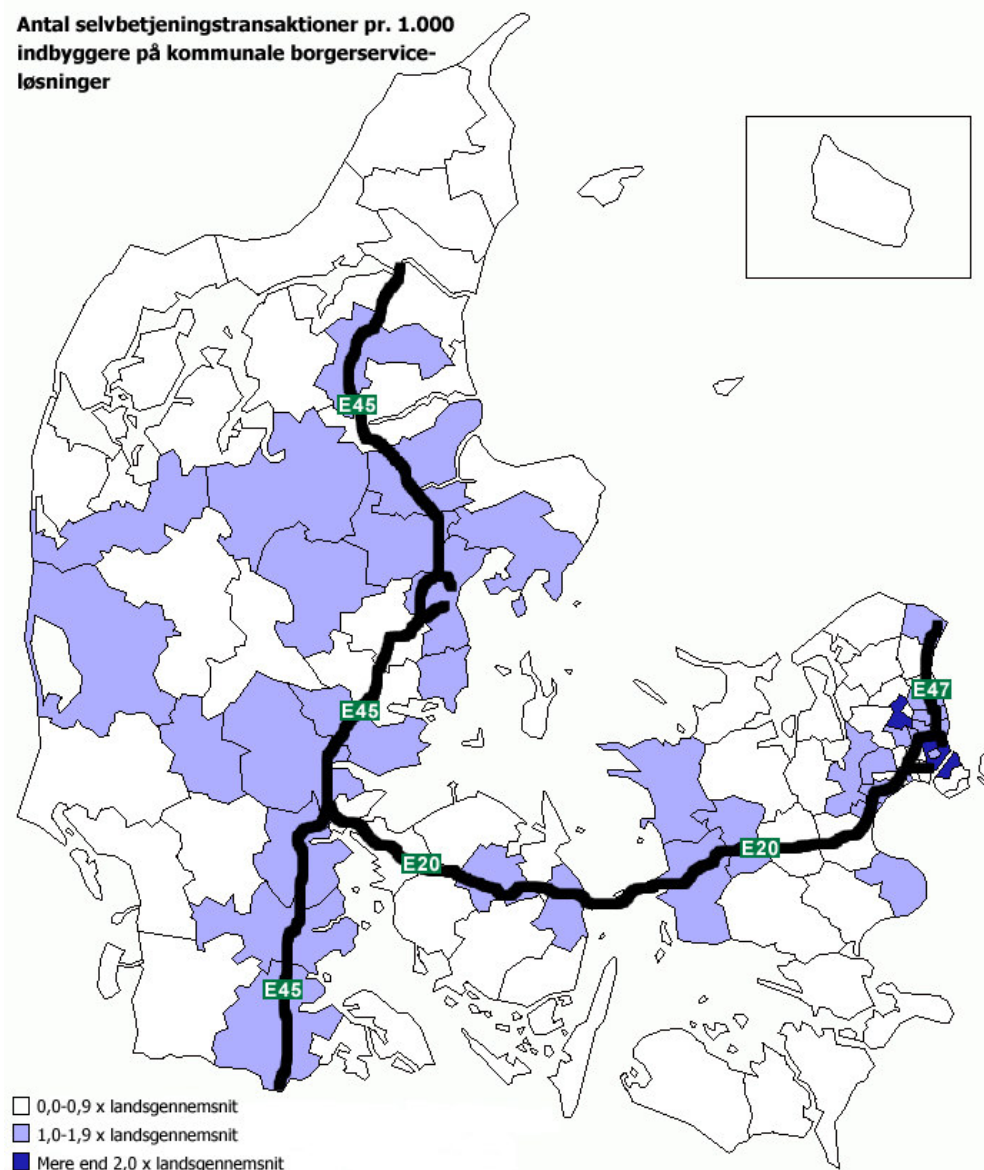 Antal selvbetjeningstransaktioner pr. 1.000
indbyggere på kommunale borgerservice-
løsninger
E45
E47
E45
E20
E20
E45
0,0-0,9 x landsgennemsnit
1,0-1,9 x landsgennemsnit
Mere end 2,0 x landsgennemsnit